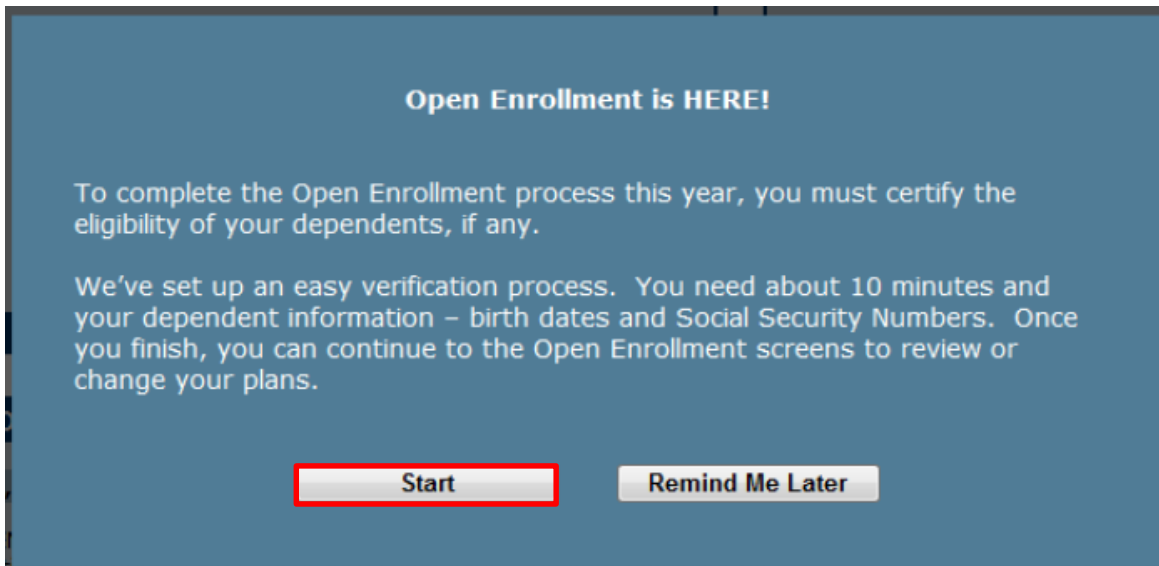 Open Enrollment is HERE!
To complete the Open Enrollment process this year, you must certify the
eligibility of your dependents, if any.
We've set up an easy verification process.  You need about 10 minutes and
your dependent information – birth dates and Social Security Numbers.  Once
you finish, you can continue to the Open Enrollment screens to review or
change your plans.
Start
Remind Me Later